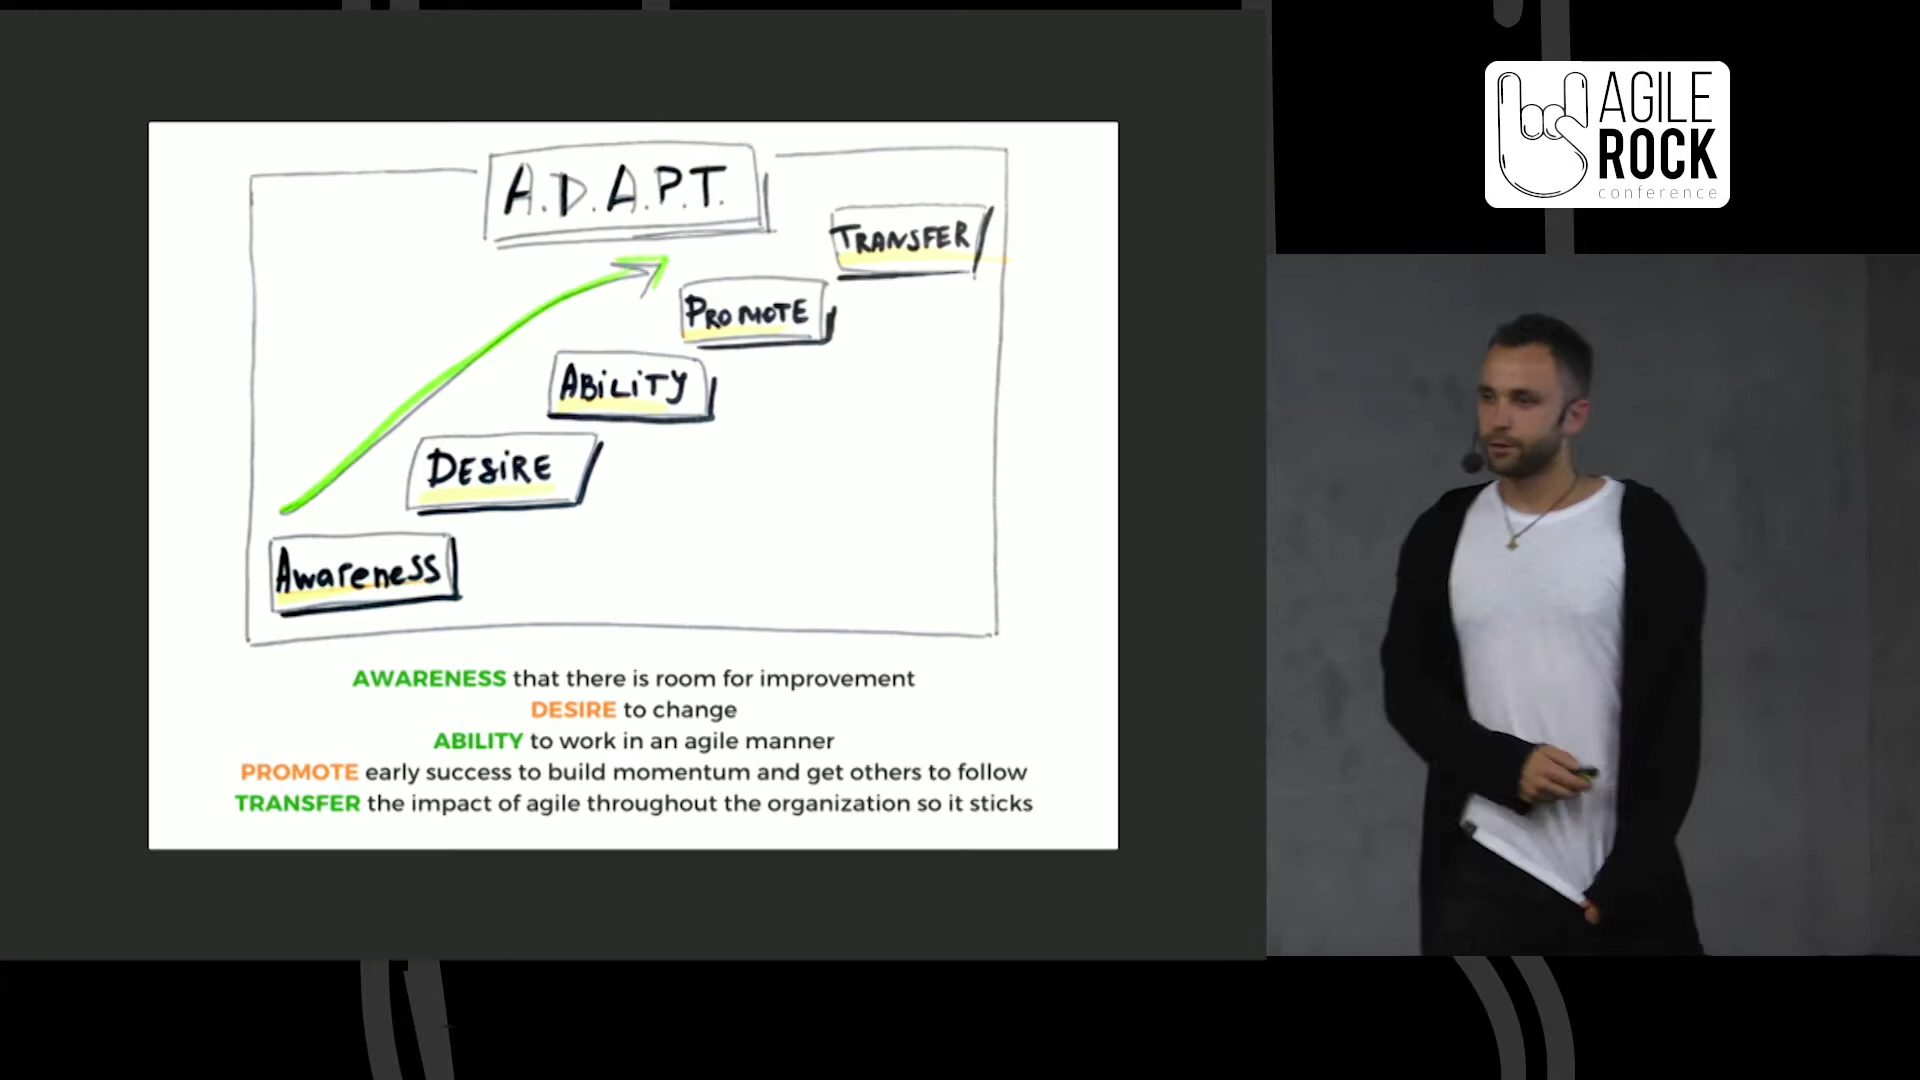 A.D.A.P.T.
TRANSFER
PROMOTE
ABiLiTY
DESiRE
Awareness
AWARENESS that there is room for improvement
DESIRE to change
ABILITY to work in an agile manner
PROMOTE early success to build momentum and get others to follow
TRANSFER the impact of agile throughout the organization so it sticks
AGILE
ROCK
conference